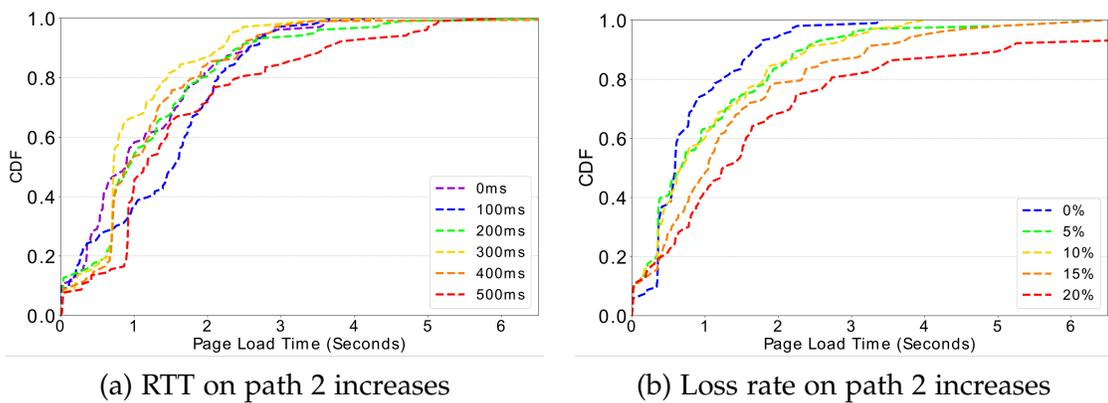 1.0
0.8
0.6
0.4
0.2
0.0
CDF
0 1 2 3 4 5 6
Page Load Time (Seconds)
0ms
100ms
200ms
300ms
400ms
500ms
(a) RTT on path 2 increases
1.0
0.8
0.6
0.4
0.2
0.0
CDF
0 1 2 3 4 5 6
Page Load Time (Seconds)
0%
5%
10%
15%
20%
(b) Loss rate on path 2 increases